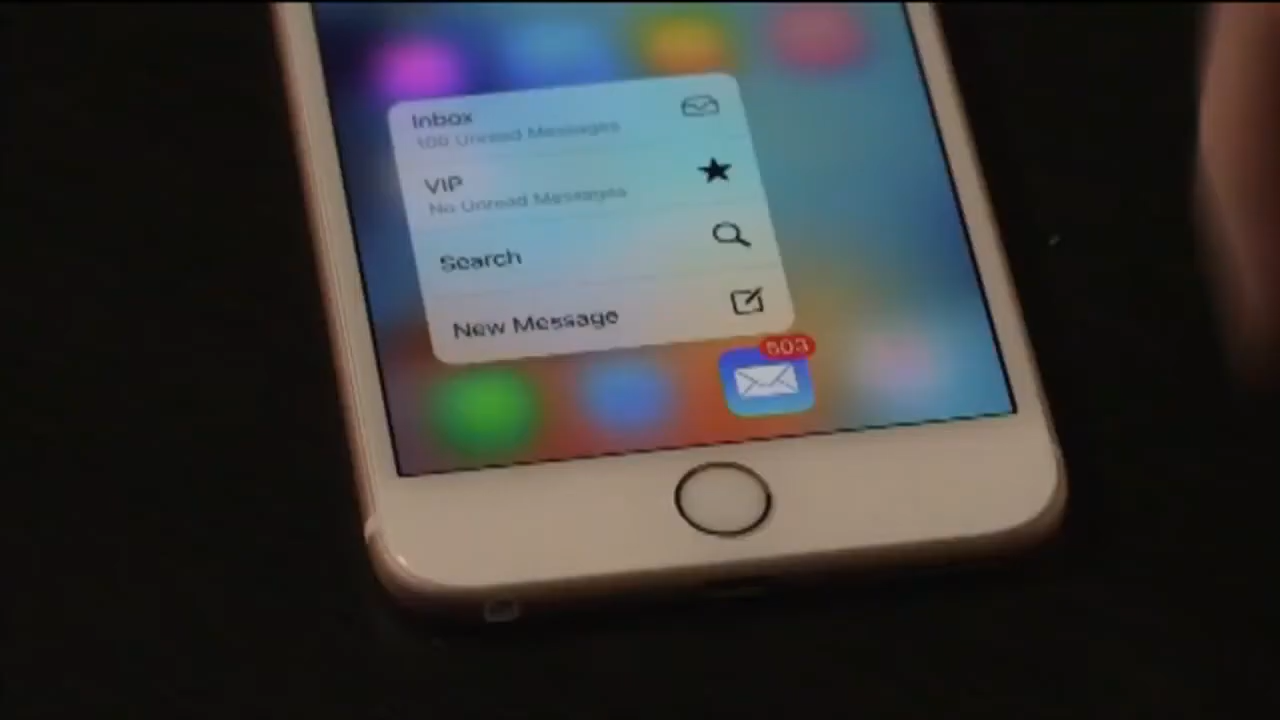 Inbox
Unread Messages
VIP
No Unread Messages
Search
New Message
503